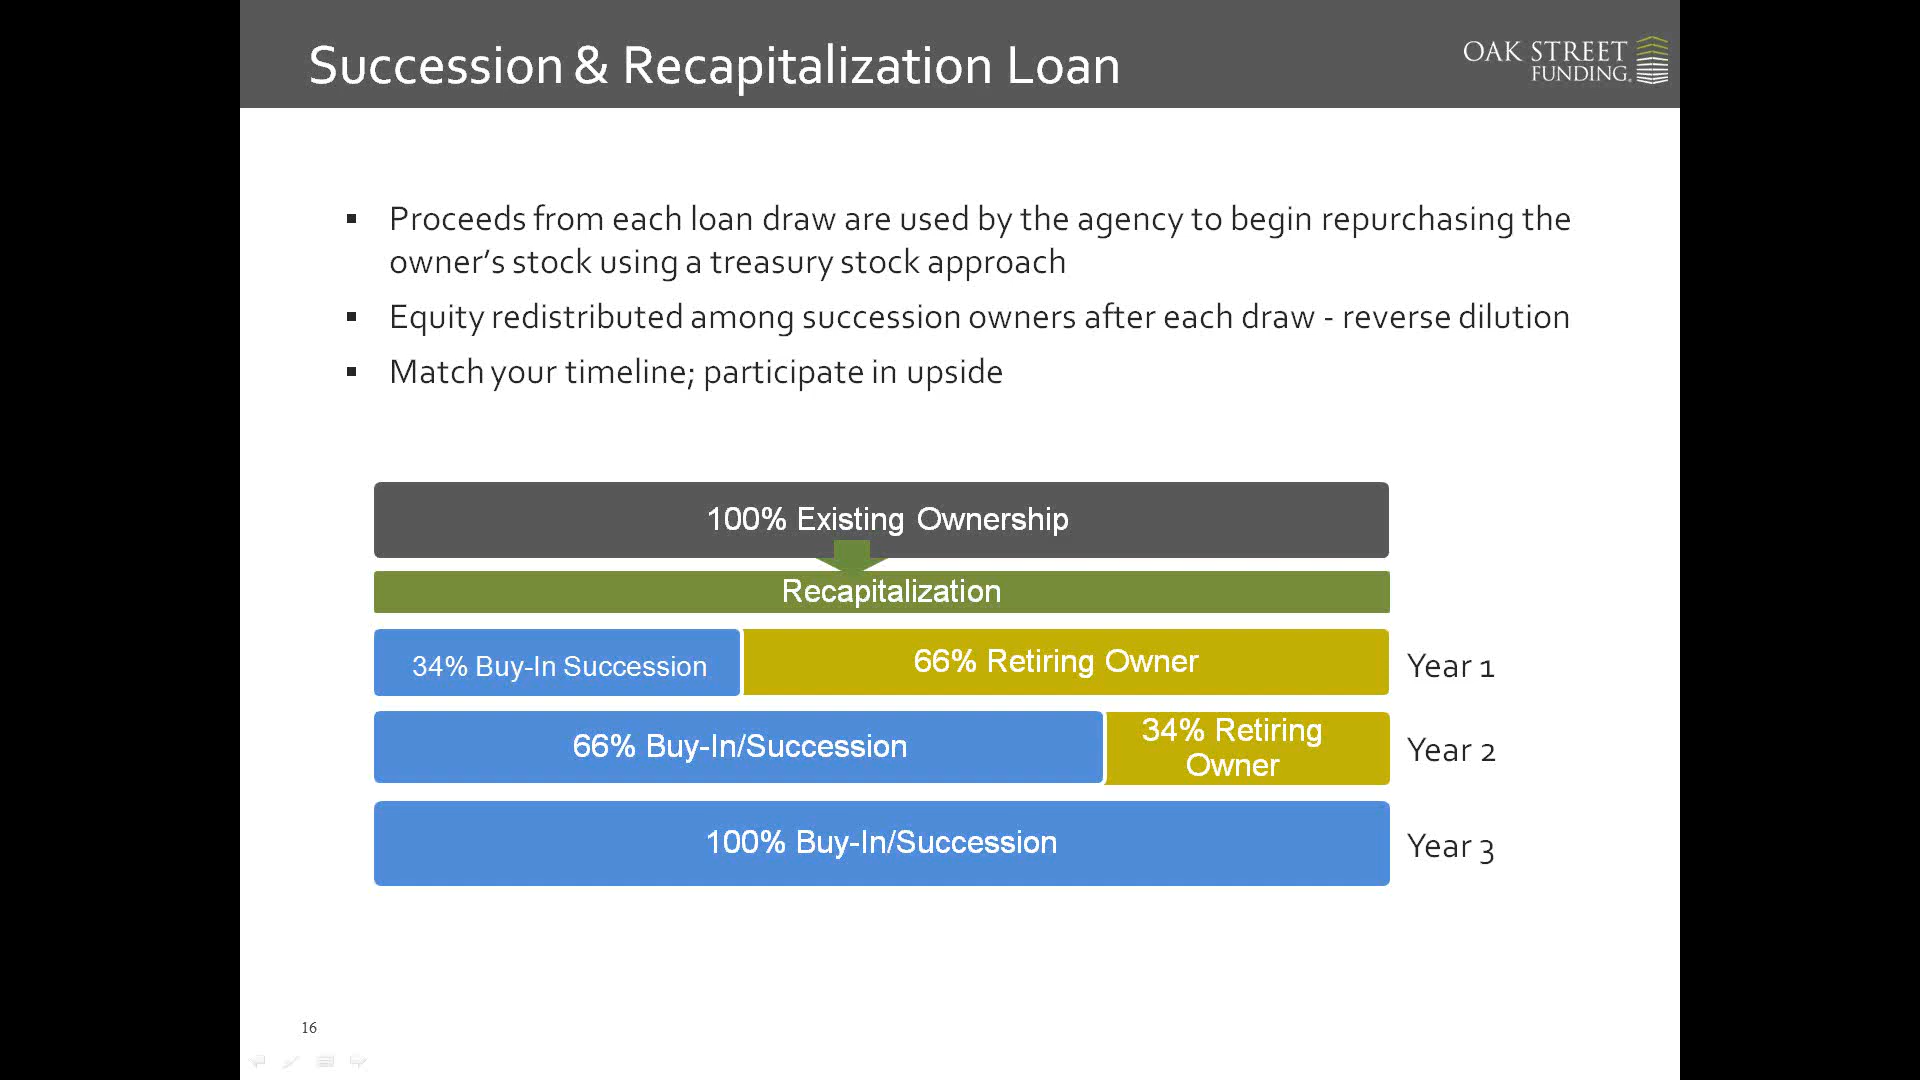 Succession & Recapitalization Loan
OAK STREET
FUNDING®
▪ Proceeds from each loan draw are used by the agency to begin repurchasing the
owner’s stock using a treasury stock approach
▪ Equity redistributed among succession owners after each draw - reverse dilution
▪ Match your timeline; participate in upside
100% Existing Ownership
Recapitalization
34% Buy-In Succession
66% Retiring Owner
Year 1
66% Buy-In/Succession
34% Retiring
Owner
Year 2
100% Buy-In/Succession
Year 3
16